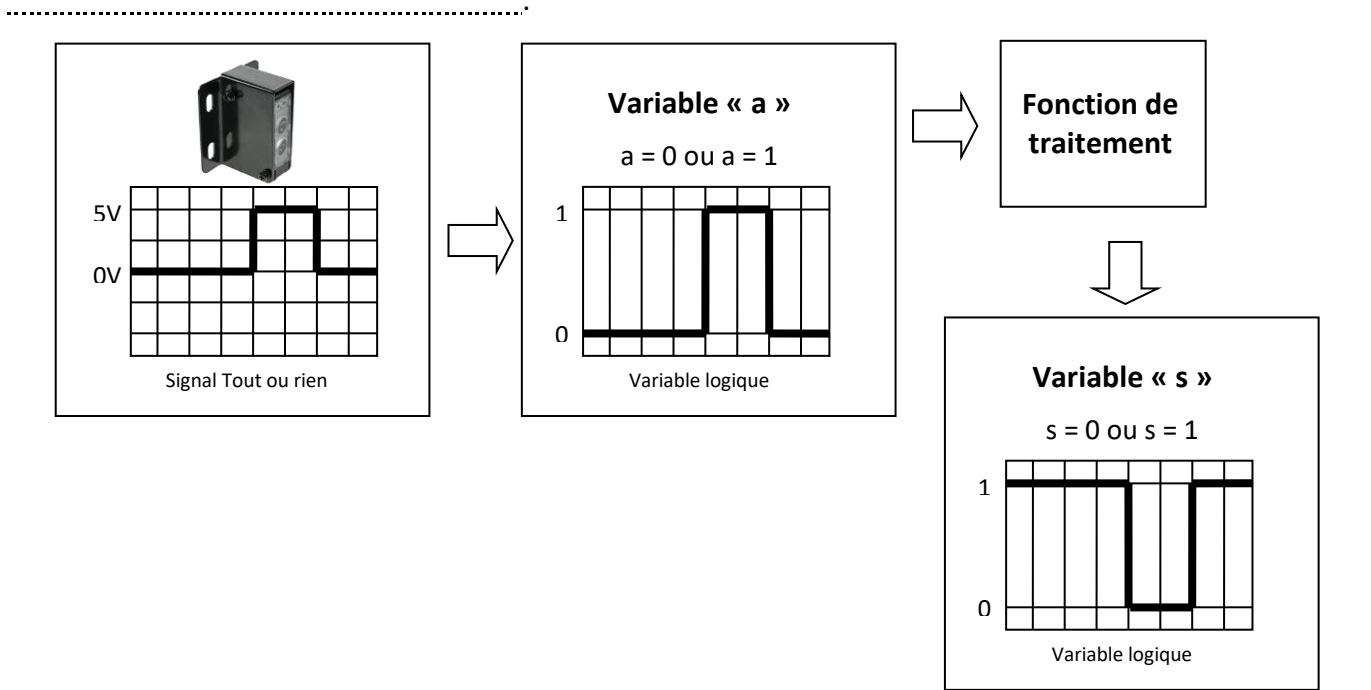 .
5V
0V
Signal Tout ou rien
Variable « a »
a = 0 ou a = 1
1
0
Variable logique
Fonction de
traitement
Variable « s »
s = 0 ou s = 1
1
0
Variable logique